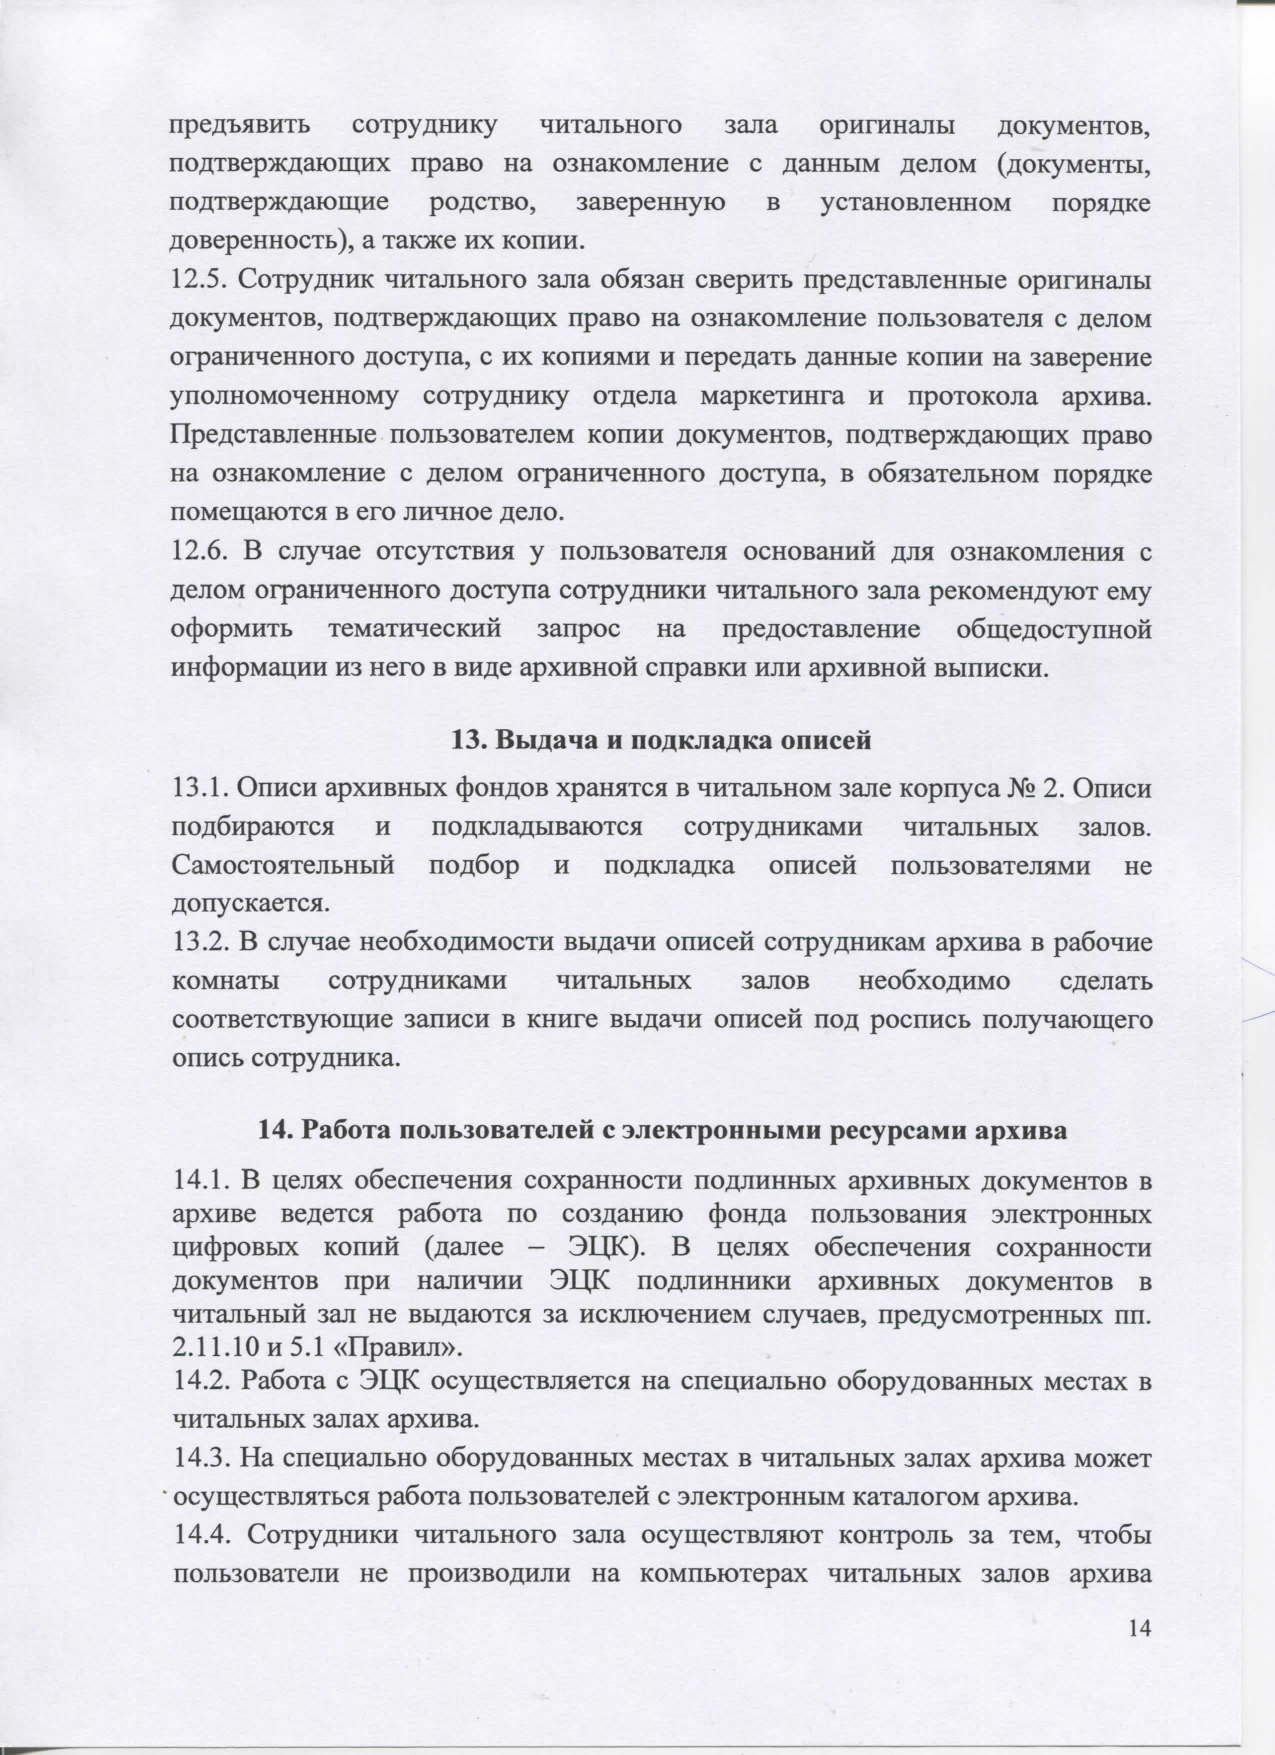 предъявить сотруднику читального зала оригиналы документов,
подтверждающих право на ознакомление с данным делом (документы,
подтверждающие родство, заверенную в установленном порядке
доверенность), а также их копии.
12.5. Сотрудник читального зала обязан сверить представленные оригиналы
документов, подтверждающих право на ознакомление пользователя с делом
ограниченного доступа, с их копиями и передать данные копии на заверение
уполномоченному сотруднику отдела маркетинга и протокола архива.
Представленные пользователем копии документов, подтверждающих право
на ознакомление с делом ограниченного доступа, в обязательном порядке
помещаются в его личное дело.
12.6. В случае отсутствия у пользователя оснований для ознакомления с
делом ограниченного доступа сотрудники читального зала рекомендуют ему
оформить тематический запрос на предоставление общедоступной
информации из него в виде архивной справки или архивной выписки.
13. Выдача и подкладка описей
13.1. Описи архивных фондов хранятся в читальном зале корпуса № 2. Описи
подбираются и подкладываются сотрудниками читальных залов.
Самостоятельный подбор и подкладка описей пользователями не
допускается.
13.2. В случае необходимости выдачи описей сотрудникам архива в рабочие
комнаты сотрудниками читальных залов необходимо сделать
соответствующие записи в книге выдачи описей под роспись получающего
опись сотрудника.
14. Работа пользователей с электронными ресурсами архива
14.1. В целях обеспечения сохранности подлинных архивных документов в
архиве ведется работа по созданию фонда пользования электронных
цифровых копий (далее – ЭЦК). В целях обеспечения сохранности
документов при наличии ЭЦК подлинники архивных документов в
читальный зал не выдаются за исключением случаев, предусмотренных пп.
2.11.10 и 5.1 «Правил».
14.2. Работа с ЭЦК осуществляется на специально оборудованных местах в
читальных залах архива.
14.3. На специально оборудованных местах в читальных залах архива может
осуществляться работа пользователей с электронным каталогом архива.
14.4. Сотрудники читального зала осуществляют контроль за тем, чтобы
пользователи не производили на компьютерах читальных залов архива
14